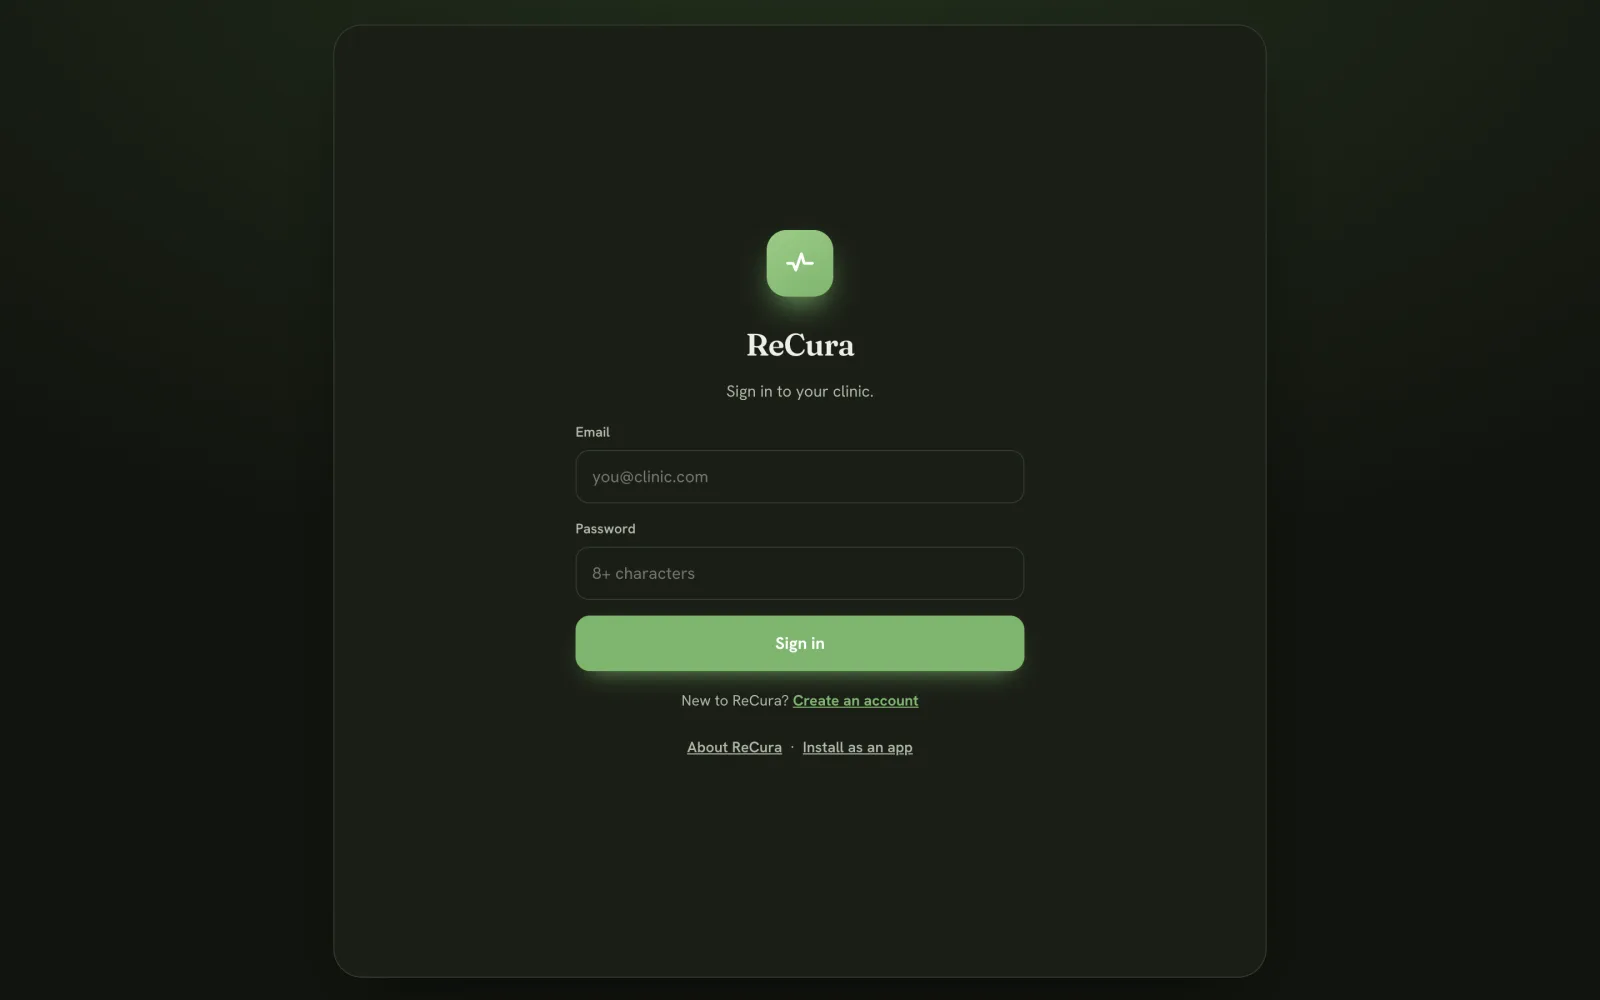 ReCura
Sign in to your clinic.
Email
you@clinic.com
Password
8+ characters
Sign in
New to ReCura? Create an account
About ReCura · Install as an app